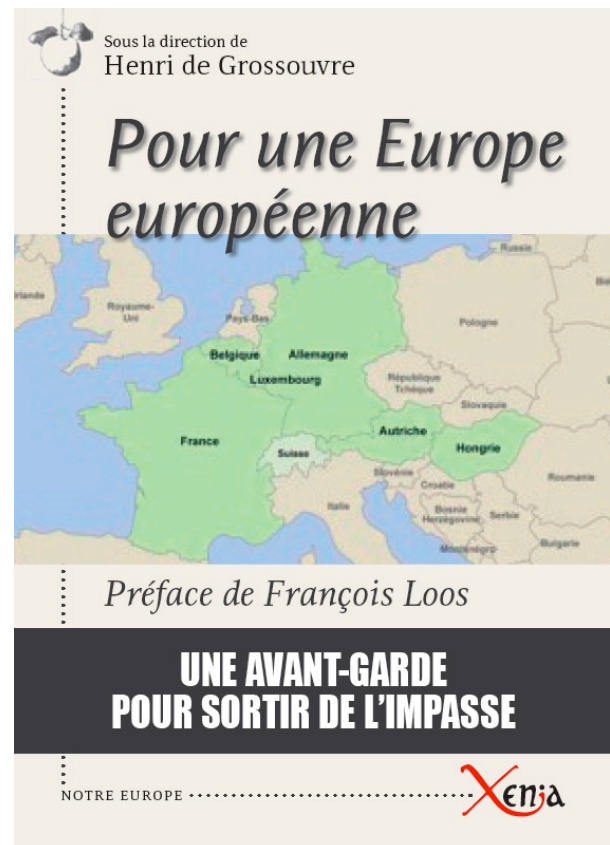 Sous la direction de
Henri de Grossouvre
Pour une Europe
européenne
Russie
Irlande
Royaume-
Uni
Pays-Bas
Pologne
Belgique
Allemagne
Luxembourg
République
Tchèque
Slovaquie
France
Autriche
Suisse
Hongrie
Slovénie
Croatie
Roumanie
Italie
Bosnie
Herzégovine
Serbie
Monténégro
Bulgarie
Préface de François Loos
UNE AVANT-GARDE
POUR SORTIR DE L'IMPASSE
NOTRE EUROPE
Xenia